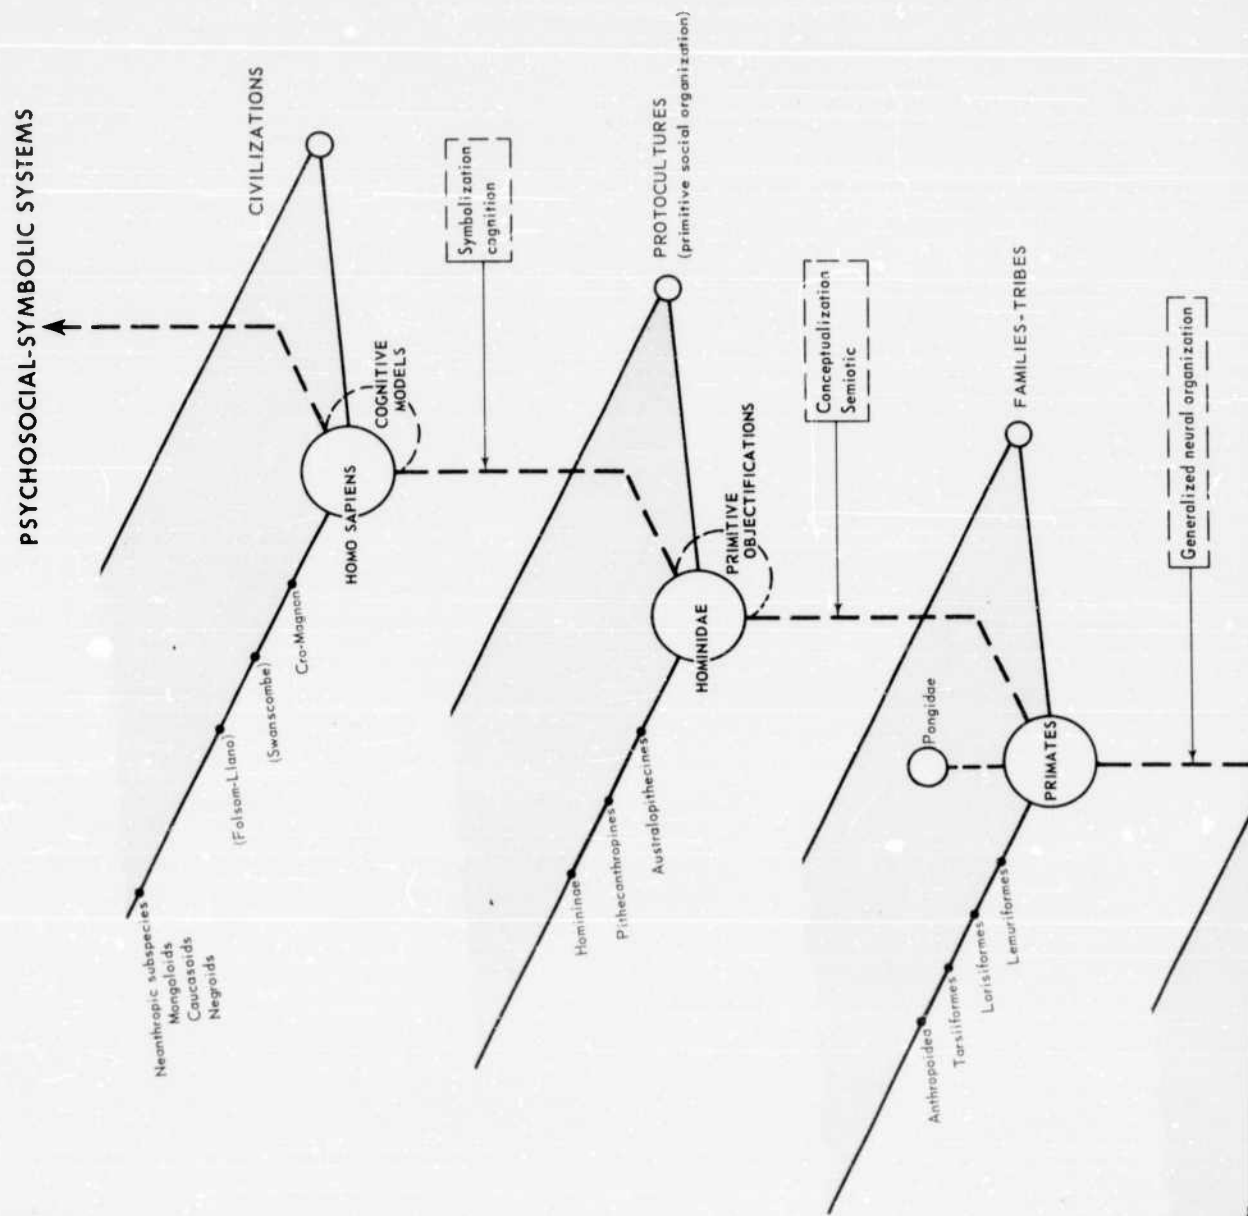 PSYCHOSOCIAL-SYMBOLIC SYSTEMS
CIVILIZATIONS
Symbolization
cognition
COGNITIVE
MODELS
HOMO SAPIENS
Cro-Magnon
(Swanscombe)
(Folsom-Llano)
Neanthropic subspecies
Mongoloids
Caucasoids
Negroids
PROTOCULTURES
(primitive social organization)
Conceptualization
Semiotic
PRIMITIVE
OBJECTIFICATIONS
HOMINIDAE
Australopithecines
Pithecanthropines
Homininae
FAMILIES-TRIBES
Generalized neural organization
Pongidae
PRIMATES
Lemuriformes
Lorisiformes
Tarsiiformes
Anthropoidea